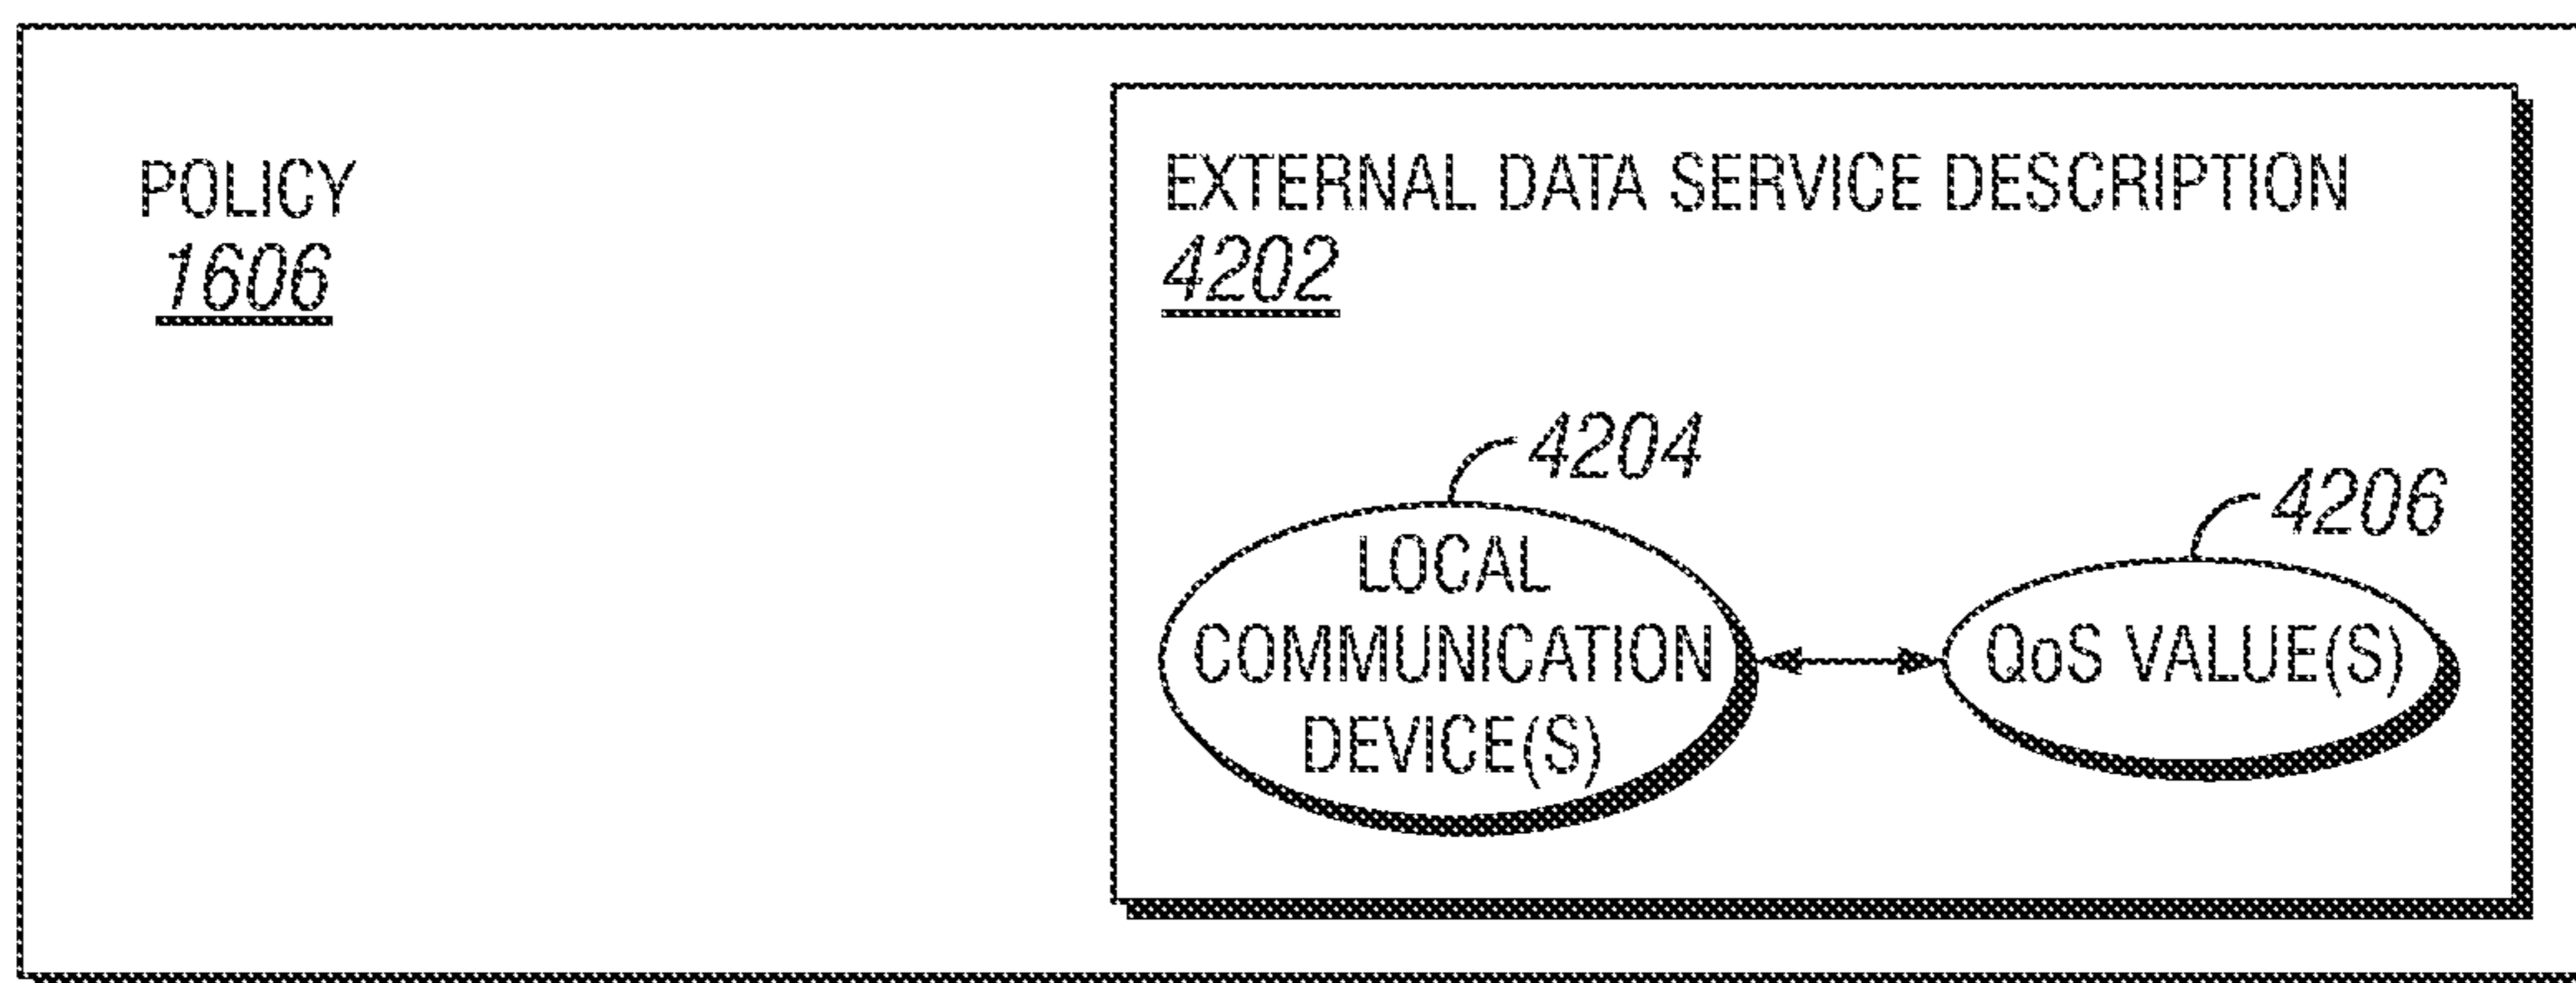 POLICY
1606
EXTERNAL DATA SERVICE DESCRIPTION
4202
4204
LOCAL
COMMUNICATION
DEVICE(S)
4206
QoS VALUE(S)